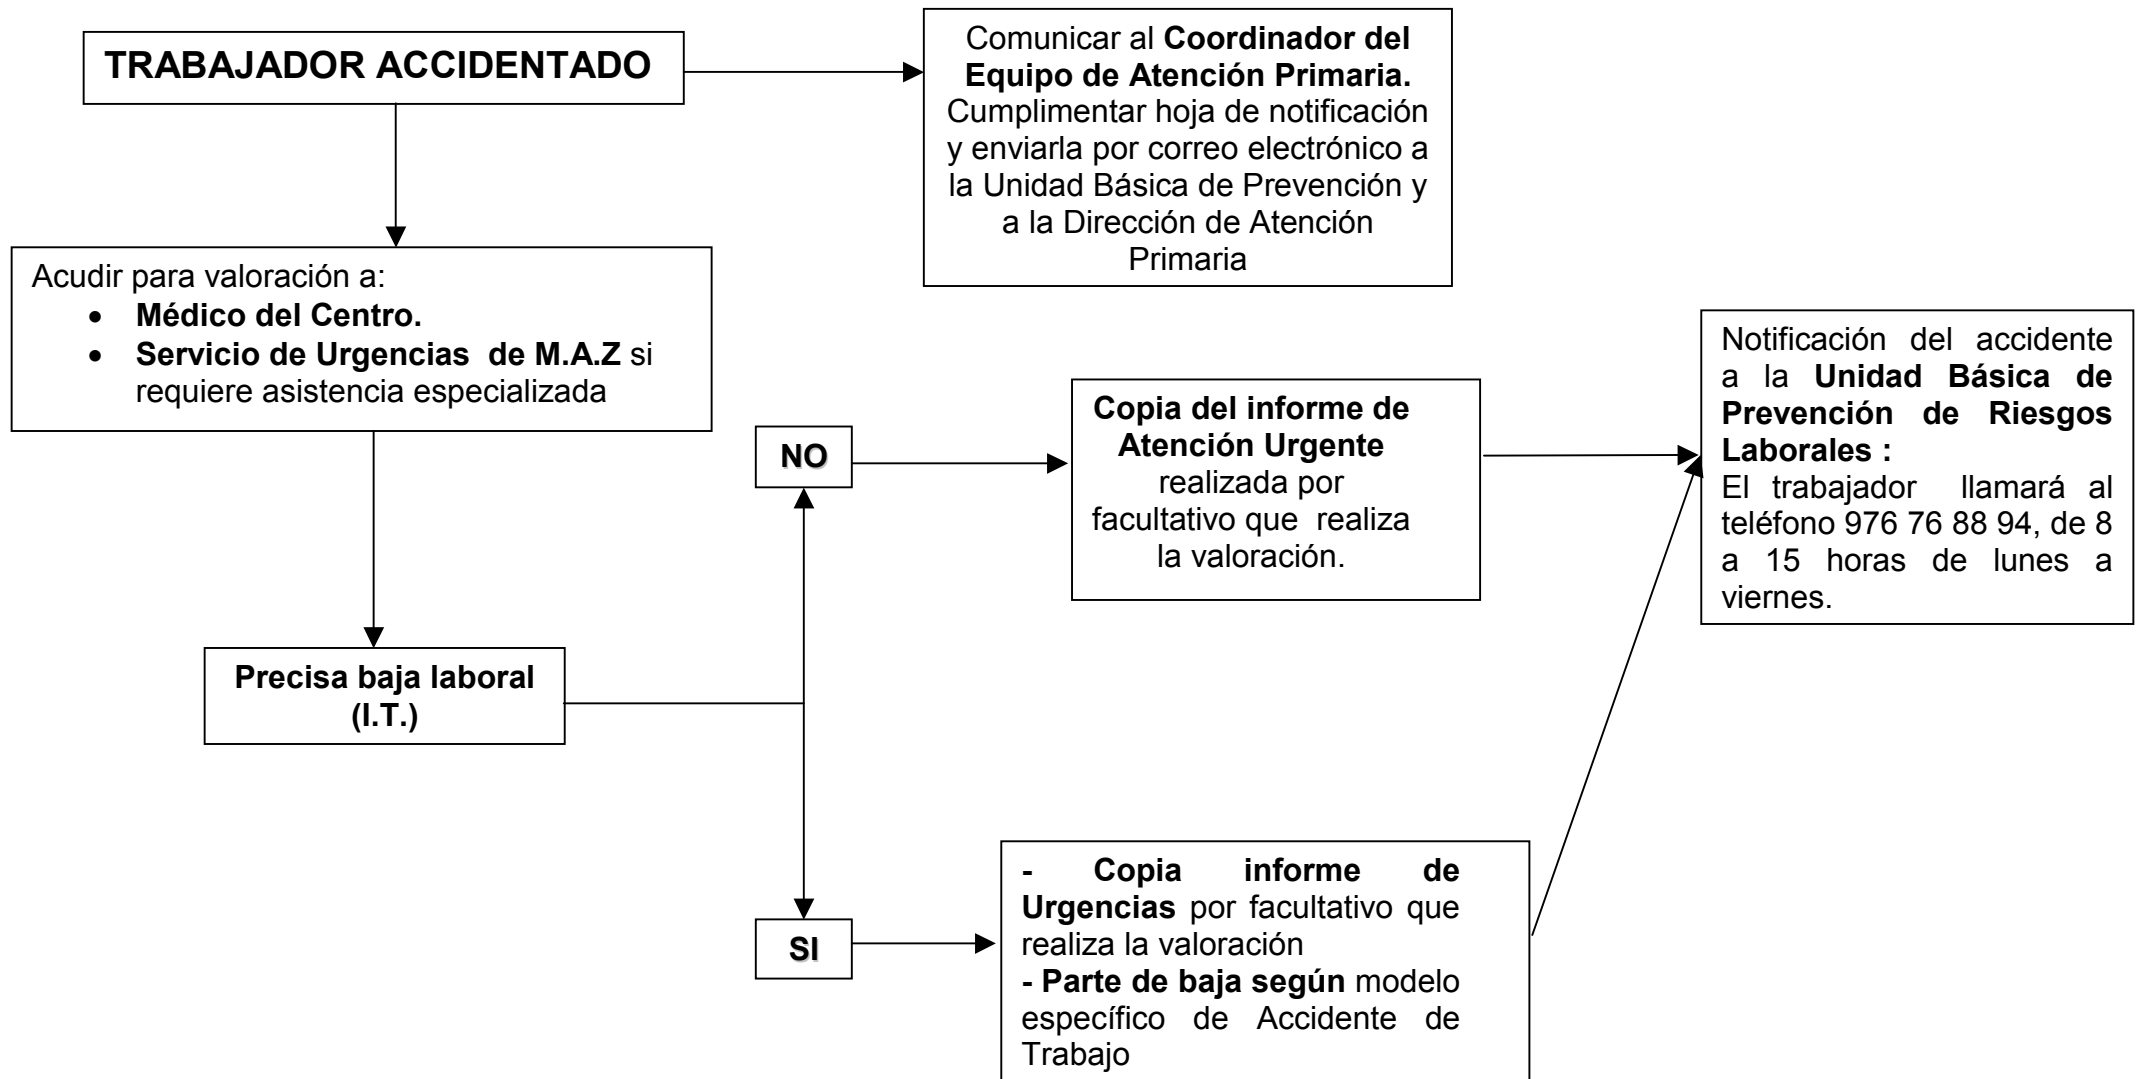 TRABAJADOR ACCIDENTADO
Comunicar al Coordinador del
Equipo de Atención Primaria.
Cumplimentar hoja de notificación
y enviarla por correo electrónico a
la Unidad Básica de Prevención y
a la Dirección de Atención
Primaria
Acudir para valoración a:
• Médico del Centro.
• Servicio de Urgencias de M.A.Z si
requiere asistencia especializada
Precisa baja laboral
(I.T.)
NO
Copia del informe de
Atención Urgente
realizada por
facultativo que realiza
la valoración.
SI
- Copia informe de
Urgencias por facultativo que
realiza la valoración
- Parte de baja según modelo
específico de Accidente de
Trabajo
Notificación del accidente
a la Unidad Básica de
Prevención de Riesgos
Laborales :
El trabajador llamará al
teléfono 976 76 88 94, de 8
a 15 horas de lunes a
viernes.